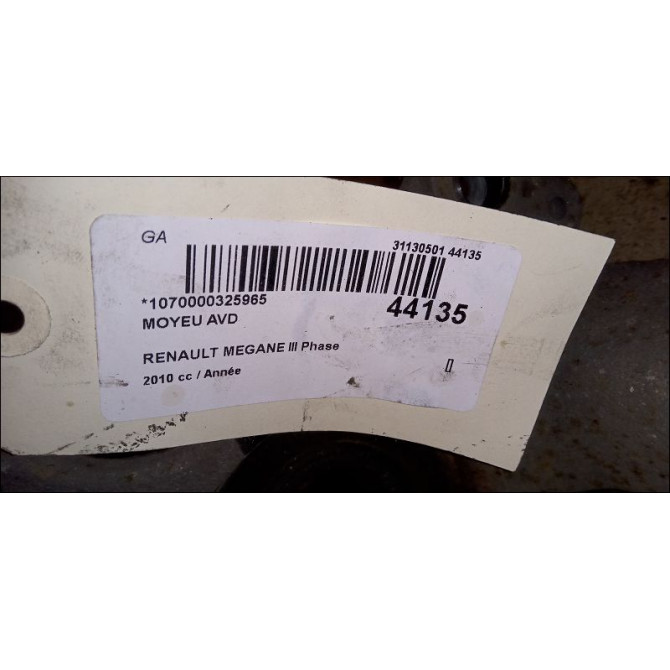 GA
31130501 44135
*1070000325965
44135
MOYEU AVD
RENAULT MEGANE III Phase
2010 cc / Année